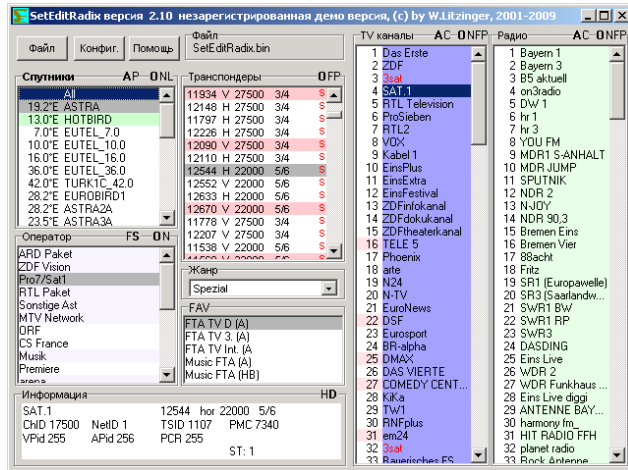 SetEditRadix версия 2.10 незарегистрированная демо версия, (c) by W.Litzinger, 2001-2009
Файл
Конфиг.
Помощь
Файл
SetEditRadix.bin
Спутники AP ONL
All
19.2°E ASTRA
13.0°E HOTBIRD
7.0°E EUTEL_7.0
10.0°E EUTEL_10.0
16.0°E EUTEL_16.0
36.0°E EUTEL_36.0
42.0°E TURK1C_42.0
28.2°E EUROBIRD1
28.2°E ASTRA2A
23.5°E ASTRA3A
Транспондеры OFP
11934 V 27500 3/4 S
12148 H 27500 3/4 S
11797 H 27500 3/4 S
12226 H 27500 3/4 S
12090 V 27500 3/4 S
12110 H 27500 3/4 S
12544 H 22000 5/6 S
12552 V 22000 5/6 S
12633 H 22000 5/6 S
12670 V 22000 5/6 S
11778 V 27500 3/4 S
12207 V 27500 3/4 S
11538 V 22000 5/6 S
Оператор FS ON
ARD Paket
ZDF Vision
Pro7/Sat1
RTL Paket
Sonstige Ast
MTV Network
ORF
CS France
Musik
Premiere
arena
Жанр
Spezial
FAV
FTA TV D (A)
FTA TV 3. (A)
FTA TV Int. (A
Music FTA (A)
Music FTA (HB)
Информация HD
SAT.1 12544 hor 22000 5/6
ChID 17500 NetID 1 TSID 1107 PMC 7340
VPid 255 APid 256 PCR 255
ST: 1
TV каналы AC ONFP
1 Das Erste
2 ZDF
3 3sat
4 SAT.1
5 RTL Television
6 ProSieben
7 RTL2
8 VOX
9 Kabel 1
10 EinsPlus
11 EinsExtra
12 EinsFestival
13 ZDFinfokanal
14 ZDFdokukanal
15 ZDFtheaterkanal
16 TELE 5
17 Phoenix
18 arte
19 N24
20 N-TV
21 EuroNews
22 DSF
23 Eurosport
24 BR-alpha
25 DMAX
26 DAS VIERTE
27 COMEDY CENT...
28 KiKa
29 TW1
30 RNFplus
31 em24
32 3sat
33 Bayerisches FS
Радио AC ONFP
1 Bayern 1
2 Bayern 3
3 B5 aktuell
4 on3radio
5 DW 1
6 hr 1
7 hr 3
8 YOU FM
9 MDR1 S-ANHALT
10 MDR JUMP
11 SPUTNIK
12 NDR 2
13 N-JOY
14 NDR 90,3
15 Bremen Eins
16 Bremen Vier
17 88acht
18 Fritz
19 SR1 (Europawelle)
20 SR3 (Saarlandw...
21 SWR1 BW
22 SWR1 RP
23 SWR3
24 DASDING
25 Eins Live
26 WDR 2
27 WDR Funkhaus ...
28 Eins Live diggi
29 ANTENNE BAY...
30 harmony fm_
31 HIT RADIO FFH
32 planet radio
33 Rock Antenne